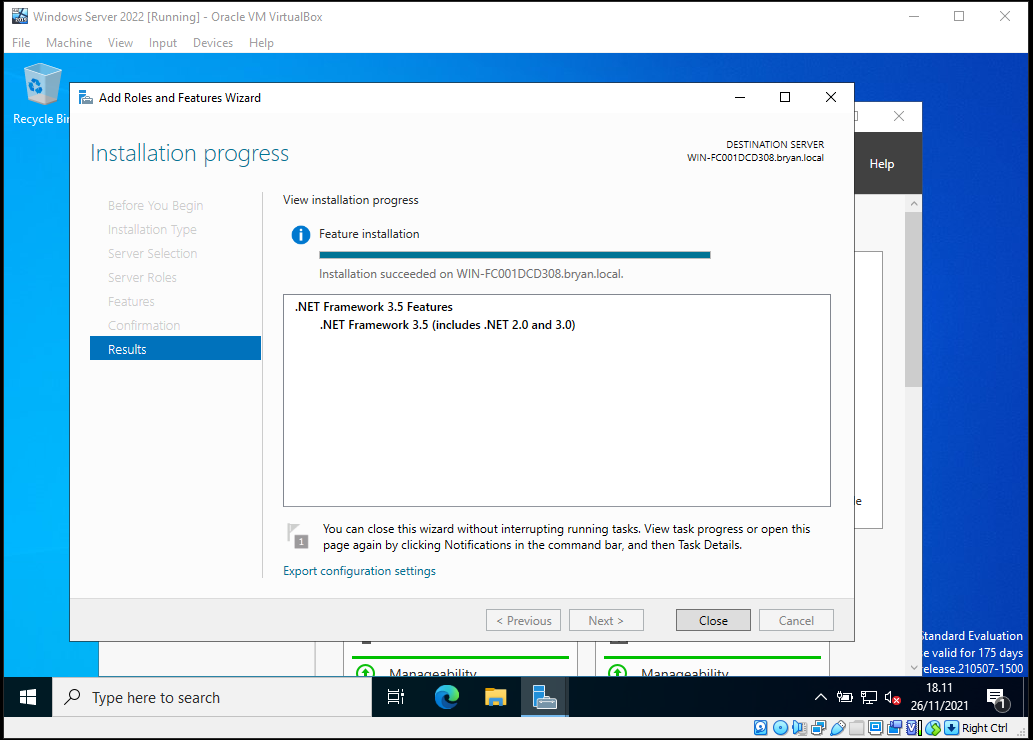 Windows Server 2022 [Running] - Oracle VM VirtualBox
File Machine View Input Devices Help
Recycle Bin
Add Roles and Features Wizard
Installation progress
DESTINATION SERVER
WIN-FC001DCD308.bryan.local
Help
Before You Begin
Installation Type
Server Selection
Server Roles
Features
Confirmation
Results
View installation progress
Feature installation
Installation succeeded on WIN-FC001DCD308.bryan.local.
.NET Framework 3.5 Features
.NET Framework 3.5 (includes .NET 2.0 and 3.0)
1
You can close this wizard without interrupting running tasks. View task progress or open this
page again by clicking Notifications in the command bar, and then Task Details.
Export configuration settings
< Previous Next > Close Cancel
Manageability Manageability
Standard Evaluation
valid for 175 days
release.210507-1500
Type here to search
18.11
26/11/2021
1
Right Ctrl